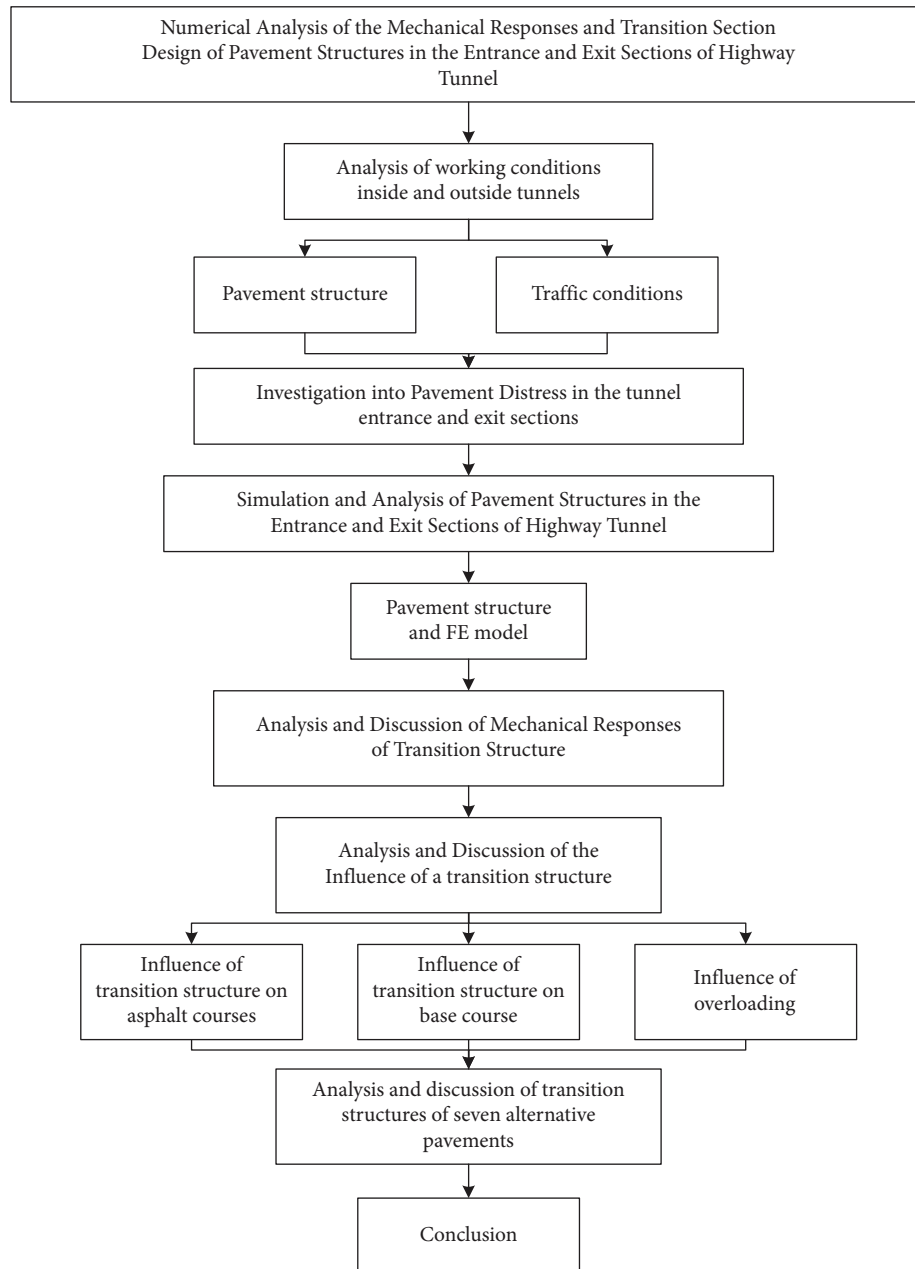 Numerical Analysis of the Mechanical Responses and Transition Section
Design of Pavement Structures in the Entrance and Exit Sections of Highway
Tunnel
Analysis of working conditions
inside and outside tunnels
Pavement structure
Traffic conditions
Investigation into Pavement Distress in the tunnel
entrance and exit sections
Simulation and Analysis of Pavement Structures in the
Entrance and Exit Sections of Highway Tunnel
Pavement structure
and FE model
Analysis and Discussion of Mechanical Responses
of Transition Structure
Analysis and Discussion of the
Influence of a transition structure
Influence of
transition structure on
asphalt courses
Influence of
transition structure on
base course
Influence of
overloading
Analysis and discussion of transition
structures of seven alternative
pavements
Conclusion